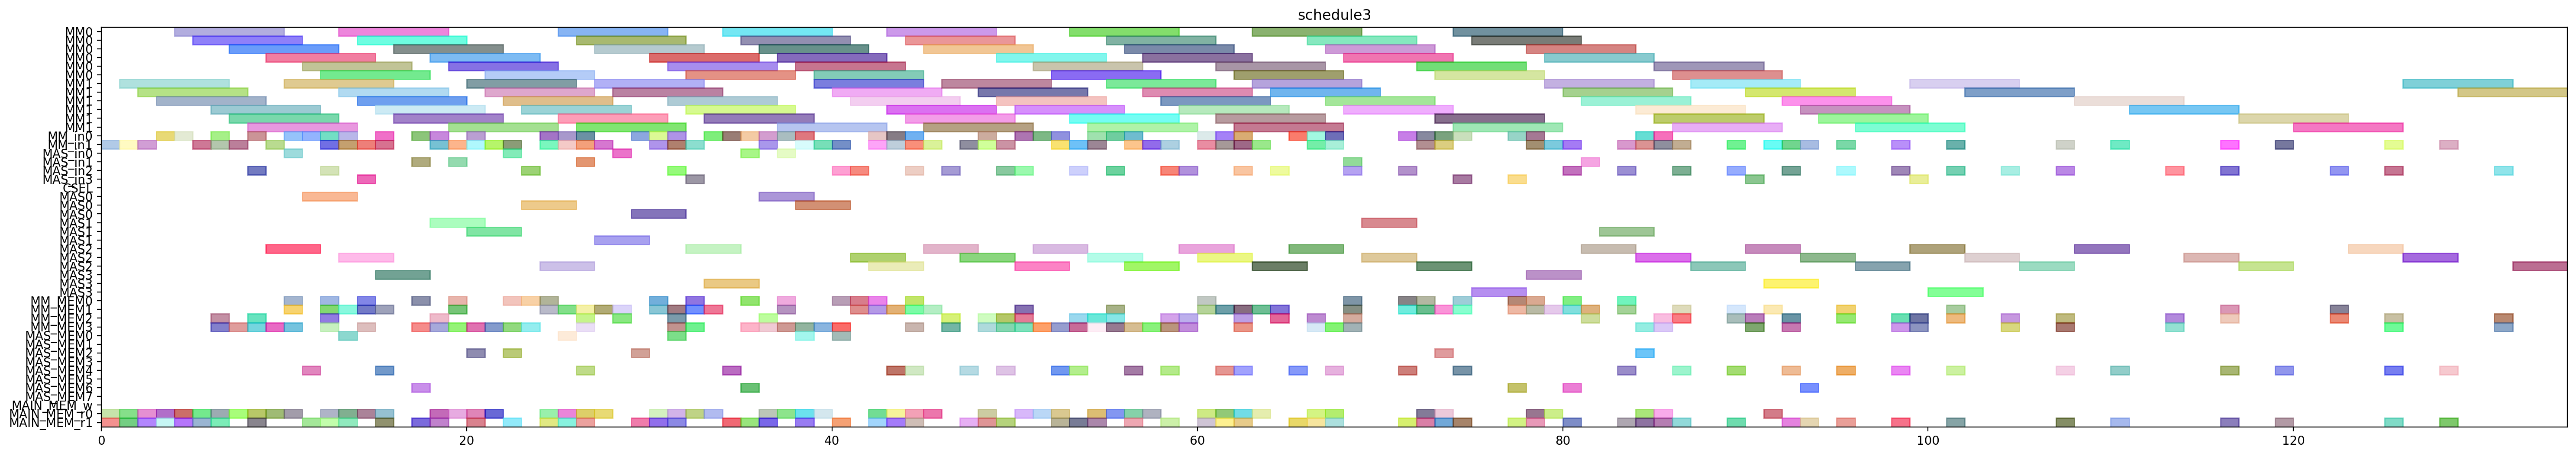 schedule3
MM0
MM0
MM0
MM0
MM0
MM0
MM1
MM1
MM1
MM1
MM1
MM1
MM_in0
MM_in1
MAS_in0
MAS_in1
MAS_in2
MAS_in3
CSEL
MAS0
MAS0
MAS0
MAS1
MAS1
MAS1
MAS2
MAS2
MAS2
MAS3
MAS3
MAS3
MM_MEM0
MM_MEM1
MM_MEM2
MM_MEM3
MAS_MEM0
MAS_MEM1
MAS_MEM2
MAS_MEM3
MAS_MEM4
MAS_MEM5
MAS_MEM6
MAS_MEM7
MAIN_MEM_w
MAIN_MEM_r0
MAIN_MEM_r1
0 20 40 60 80 100 120